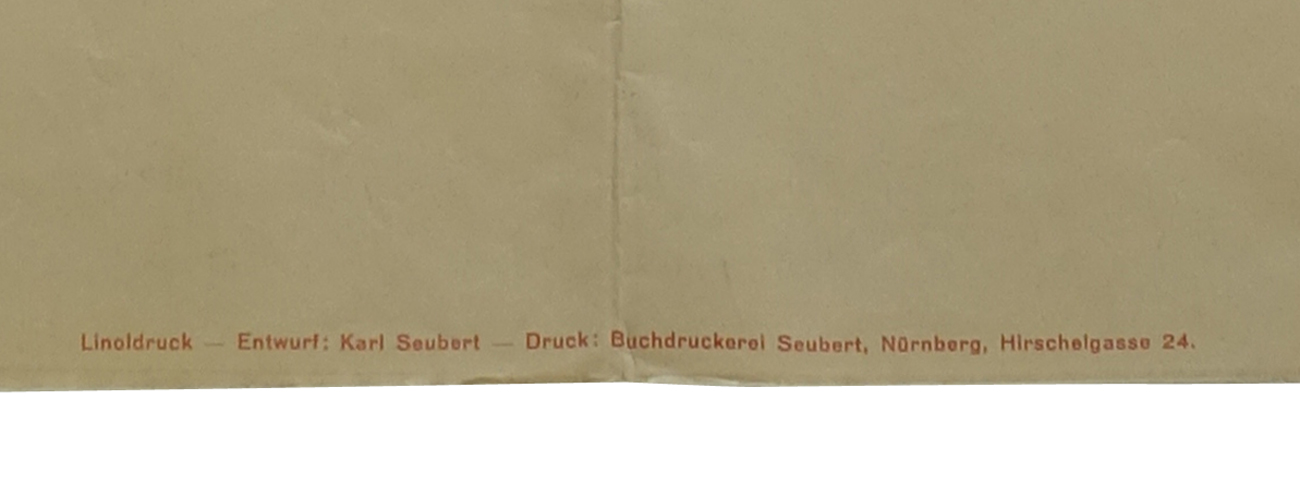 Linoldruck — Entwurf: Karl Seubert — Druck: Buchdruckerei Seubert, Nürnberg, Hirschelgasse 24.